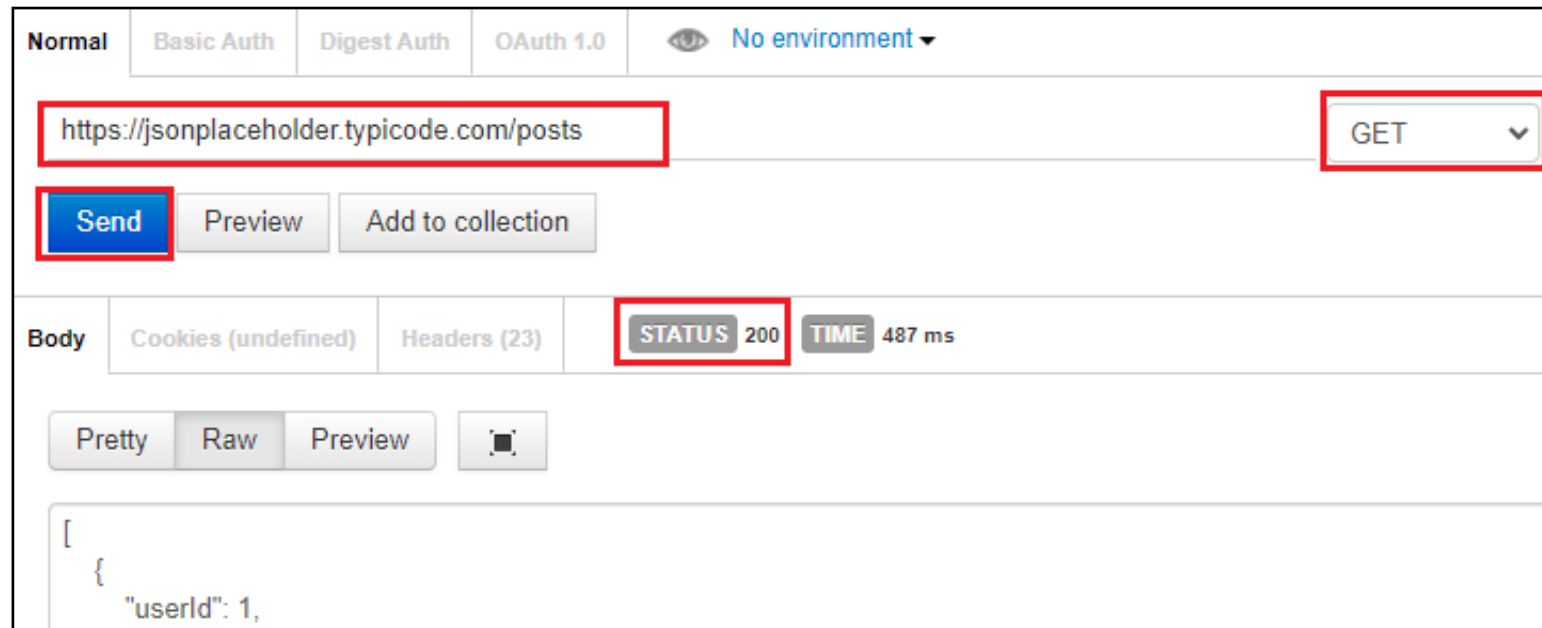 Normal Basic Auth Digest Auth OAuth 1.0 No environment
https://jsonplaceholder.typicode.com/posts GET
Send Preview Add to collection
Body Cookies (undefined) Headers (23) STATUS 200 TIME 487 ms
Pretty Raw Preview
[
{
"userId": 1,